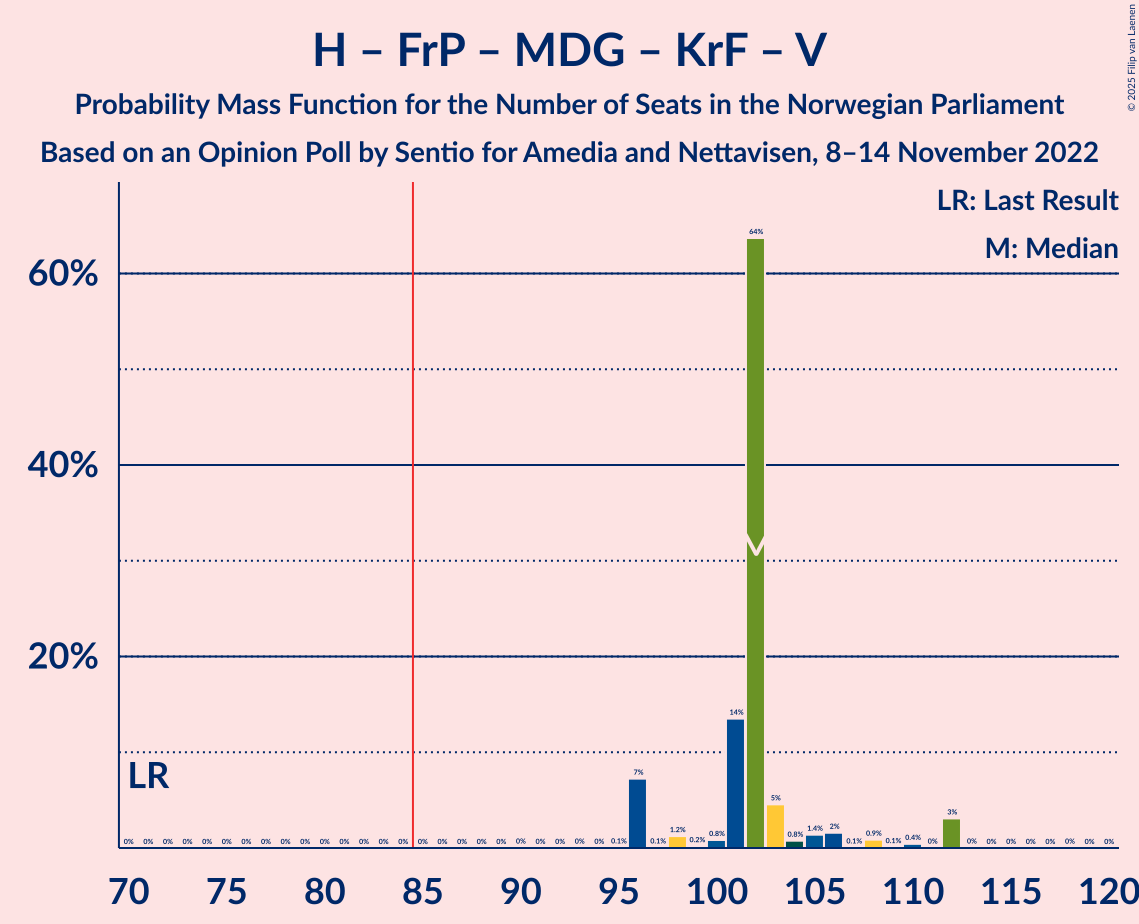 H – FrP – MDG – KrF – V
Probability Mass Function for the Number of Seats in the Norwegian Parliament
Based on an Opinion Poll by Sentio for Amedia and Nettavisen, 8–14 November 2022
© 2025 Filip van Laenen
LR: Last Result
M: Median
60%
40%
20%
LR
M
0% 0% 0% 0% 0% 0% 0% 0% 0% 0% 0% 0% 0% 0% 0% 0% 0% 0% 0% 0% 0% 0% 0% 0% 0% 0.1% 7% 0.1% 1.2% 0.2% 0.8% 14% 64% 5% 0.8% 1.4% 2% 0.1% 0.9% 0.1% 0.4% 0% 3% 0% 0% 0% 0% 0% 0% 0% 0%
70 75 80 85 90 95 100 105 110 115 120